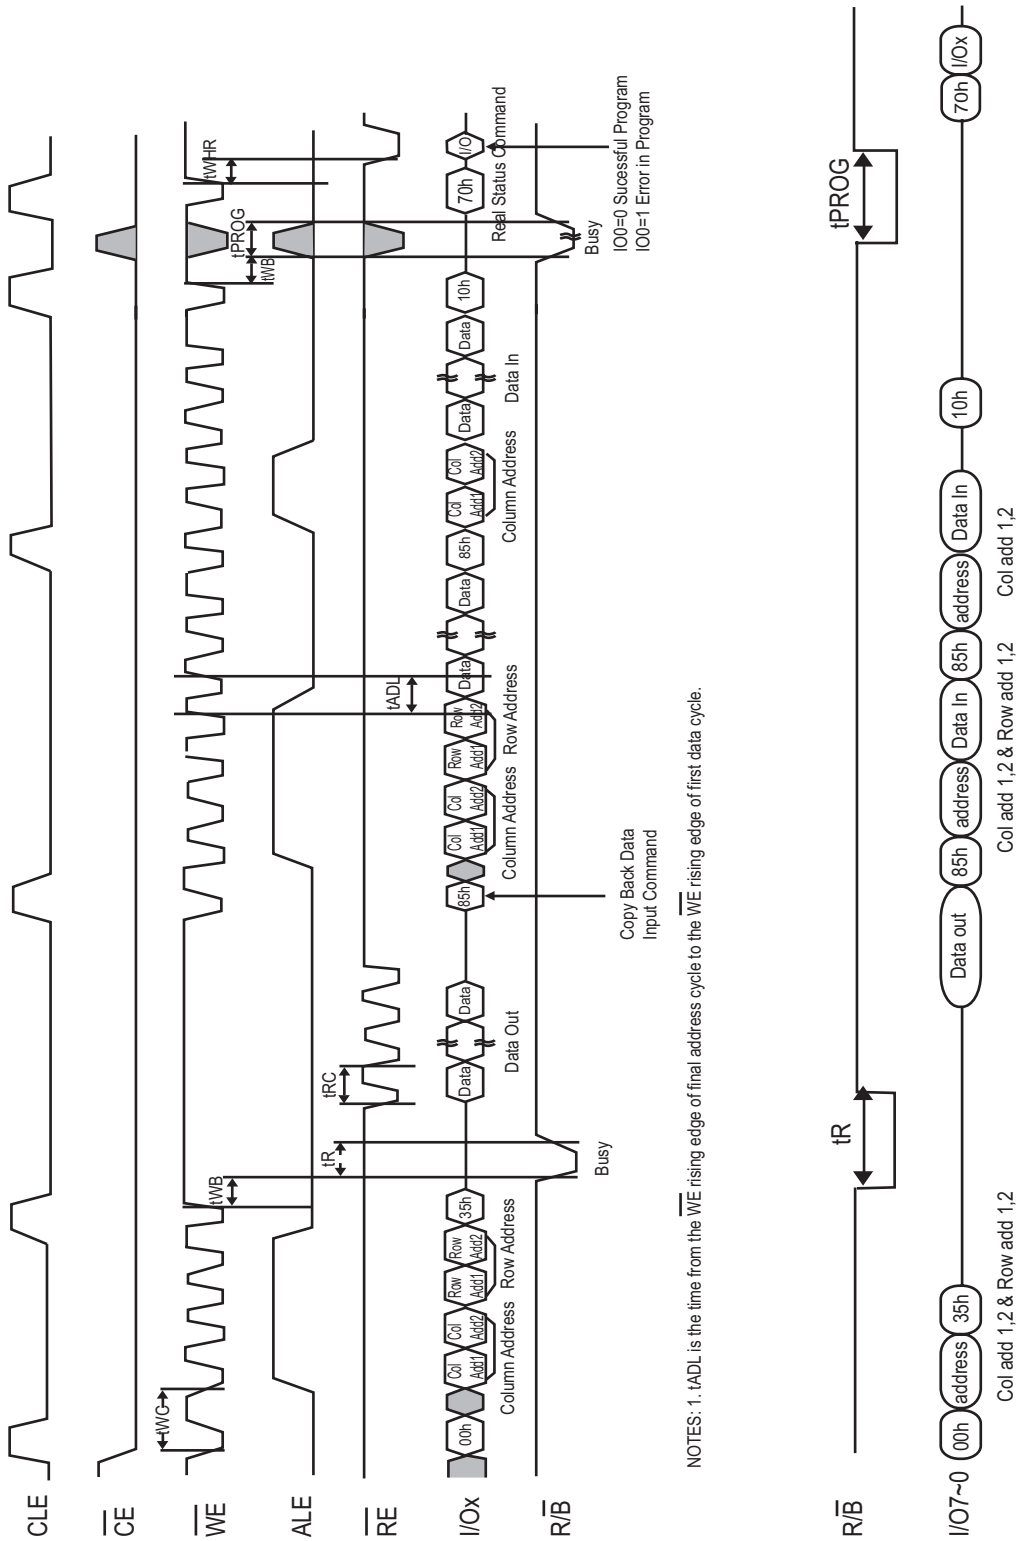 CLE
CE
tWC
WE
tWB
tWB
tPROG
tWHR
ALE
tR
tRC
tADL
RE
I/Ox
00h
Col Add1
Col Add2
Row Add1
Row Add2
35h
Data
Data
85h
Col Add1
Col Add2
Row Add1
Row Add2
Data
Data
85h
Col Add1
Col Add2
Data
Data
10h
70h
I/O
Column Address
Row Address
Data Out
Column Address
Row Address
Column Address
Data In
Real Status Command
R/B
Busy
Busy
Copy Back Data
Input Command
IO0=0 Sucessful Program
IO0=1 Error in Program
NOTES: 1. tADL is the time from the WE rising edge of final address cycle to the WE rising edge of first data cycle.
R/B
tR
tPROG
I/O7~0
00h
address
35h
Data out
85h
address
Data In
85h
address
Data In
10h
70h
I/Ox
Col add 1,2 & Row add 1,2
Col add 1,2 & Row add 1,2
Col add 1,2